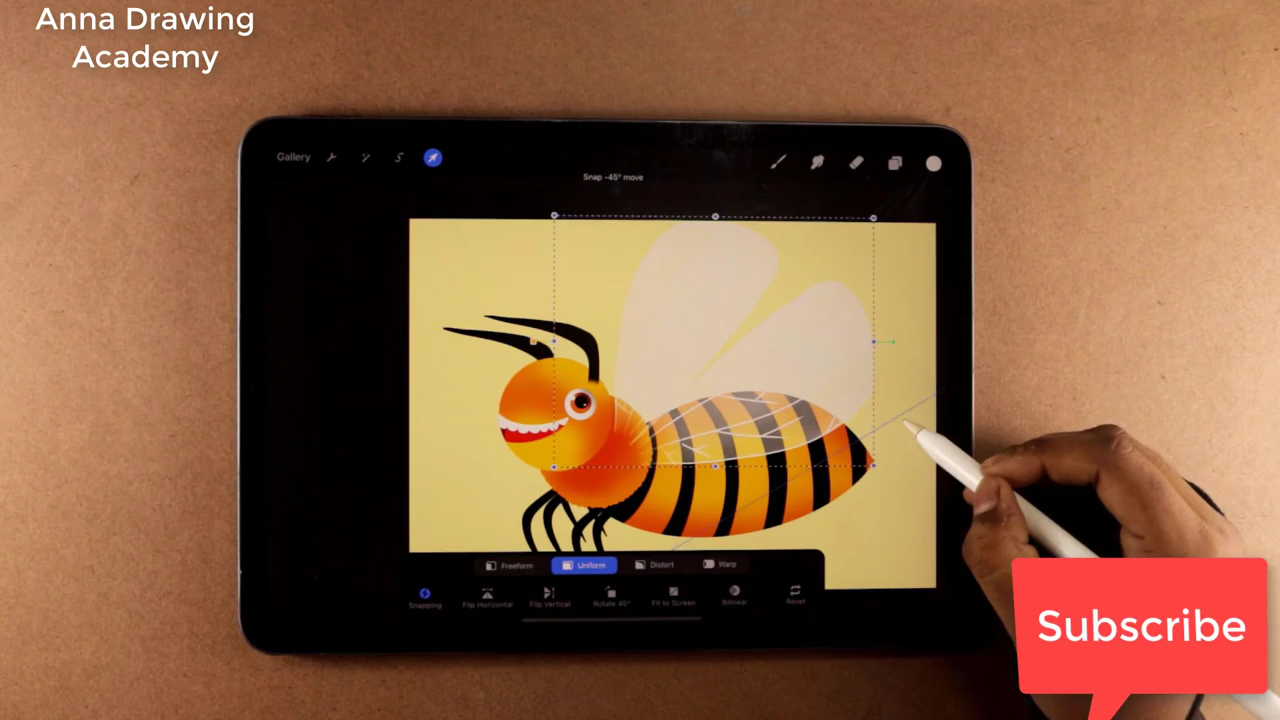 Anna Drawing
Academy
Gallery
Snap -45° move
Freeform
Uniform
Distort
Warp
Snapping
Flip Horizontal
Flip Vertical
Rotate 45°
Fit to Screen
Bilinear
Reset
Subscribe